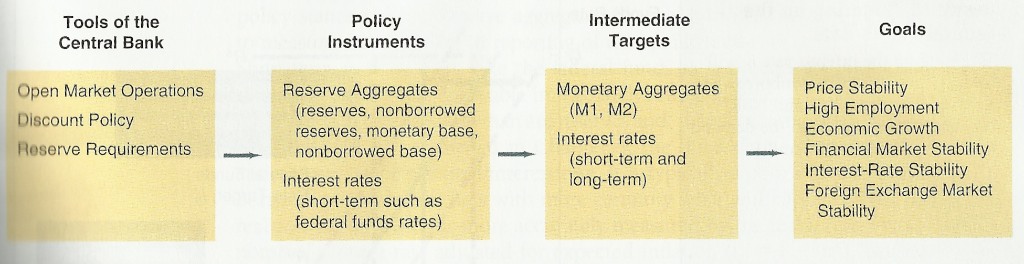 Tools of the
Central Bank
Open Market Operations
Discount Policy
Reserve Requirements
Policy
Instruments
Reserve Aggregates
(reserves, nonborrowed
reserves, monetary base,
nonborrowed base)
Interest rates
(short-term such as
federal funds rates)
Intermediate
Targets
Monetary Aggregates
(M1, M2)
Interest rates
(short-term and
long-term)
Goals
Price Stability
High Employment
Economic Growth
Financial Market Stability
Interest-Rate Stability
Foreign Exchange Market
Stability